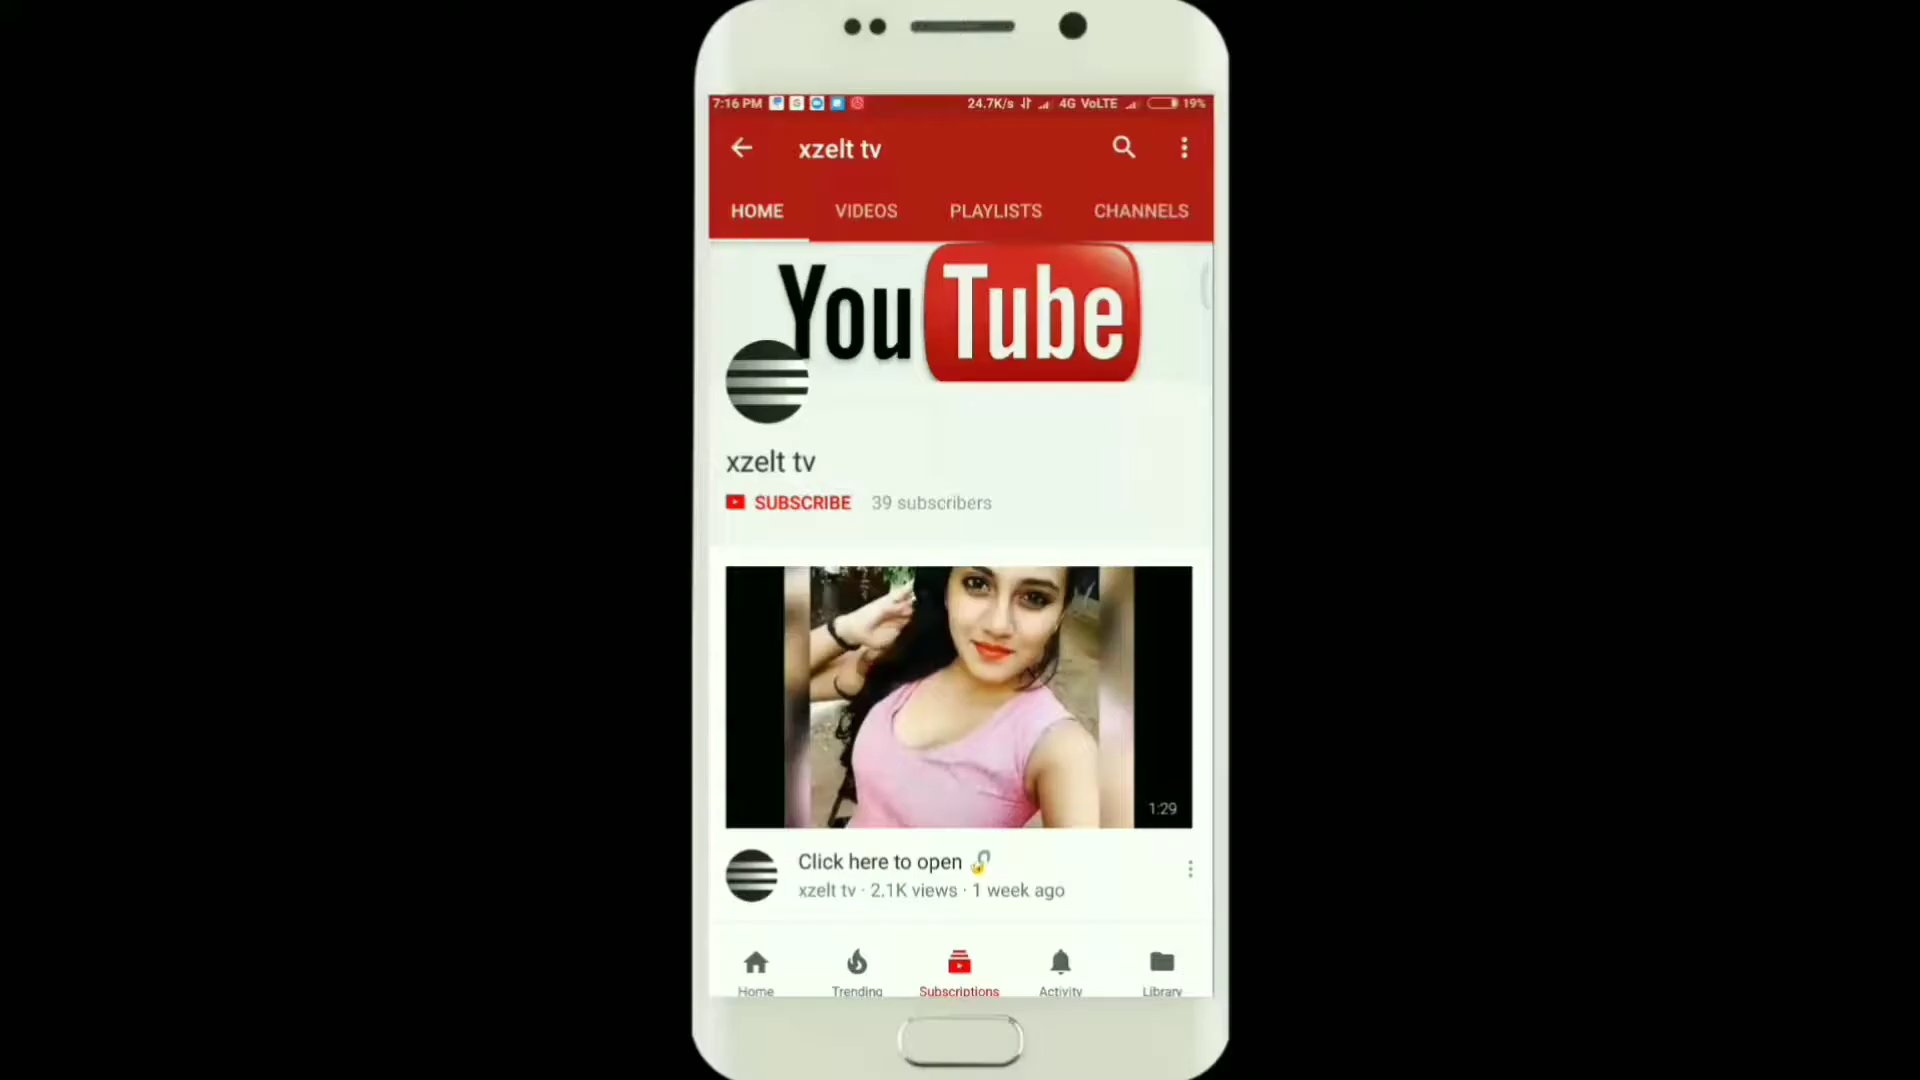 7:16 PM 24.7K/s 4G VoLTE 19%
xzelt tv
HOME VIDEOS PLAYLISTS CHANNELS
YouTube
xzelt tv
SUBSCRIBE 39 subscribers
1:29
Click here to open
xzelt tv · 2.1K views · 1 week ago
Home Trending Subscriptions Activity Library